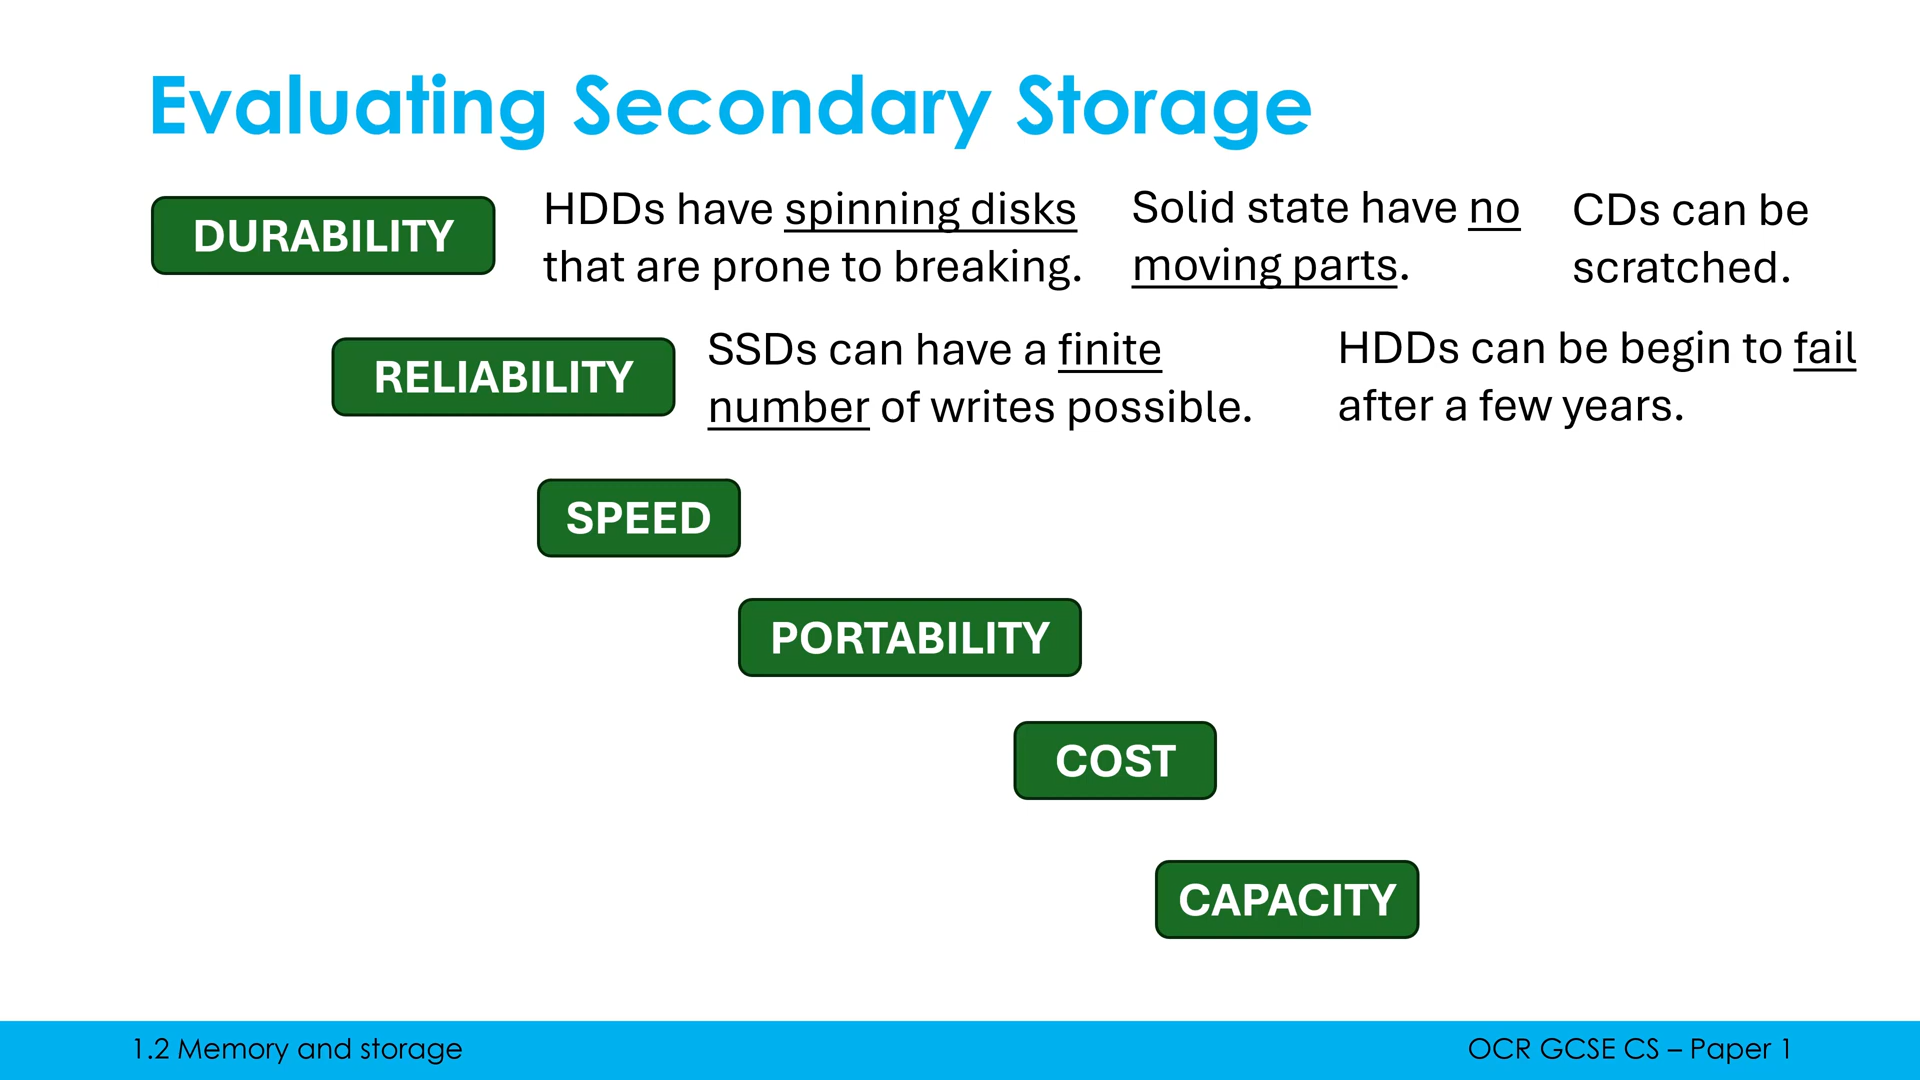 Evaluating Secondary Storage
DURABILITY
HDDs have spinning disks
that are prone to breaking.
Solid state have no
moving parts.
CDs can be
scratched.
RELIABILITY
SSDs can have a finite
number of writes possible.
HDDs can be begin to fail
after a few years.
SPEED
PORTABILITY
COST
CAPACITY
1.2 Memory and storage
OCR GCSE CS – Paper 1